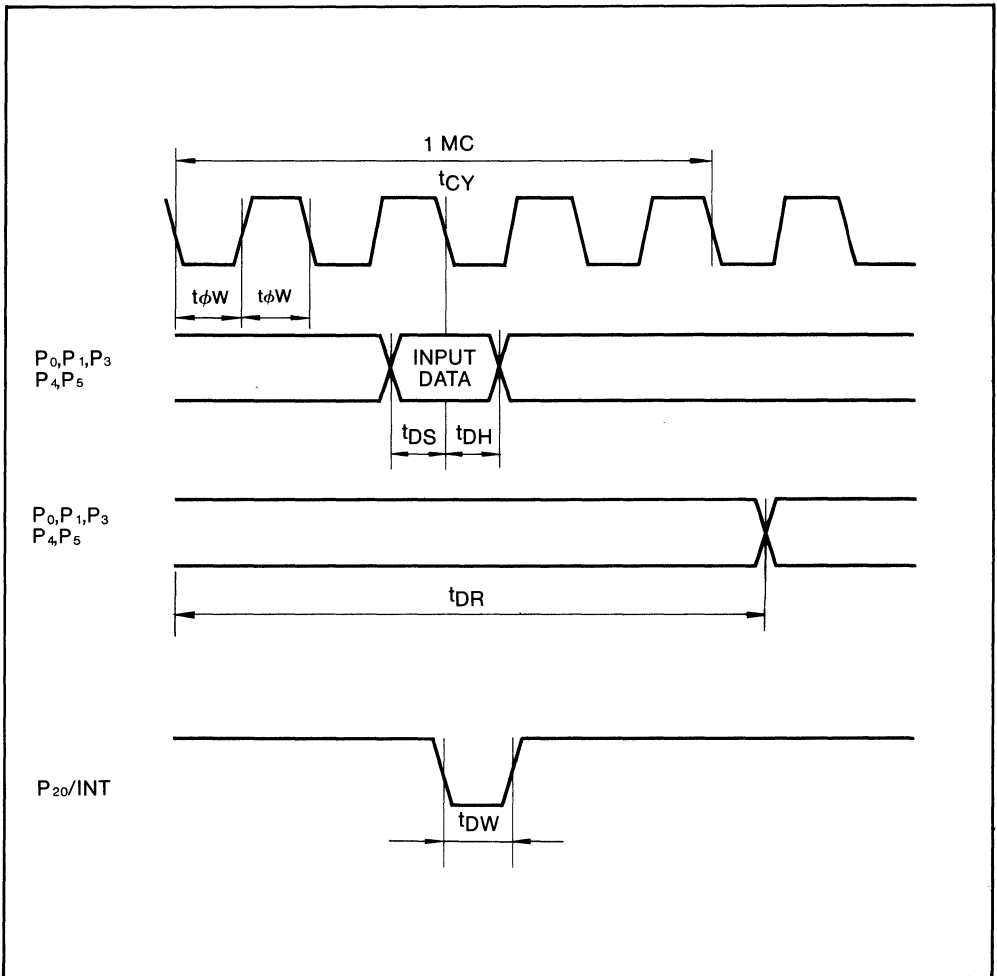 1 MC
tCY
tϕW tϕW
P0,P1,P3
P4,P5
INPUT
DATA
tDS tDH
P0,P1,P3
P4,P5
tDR
P20/INT
tDW